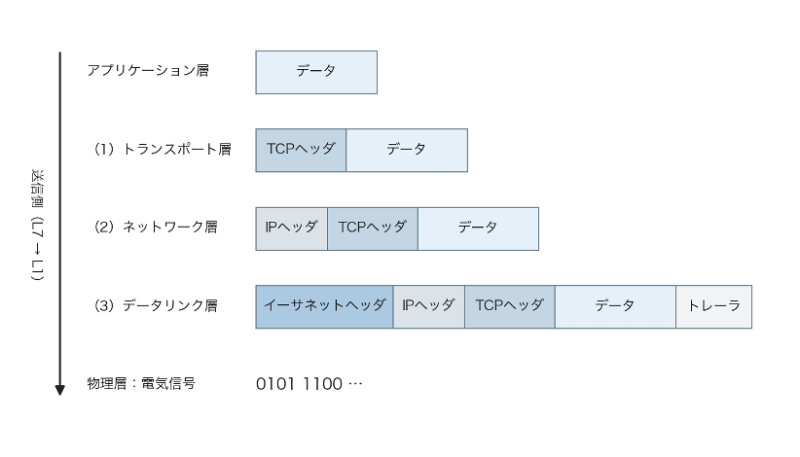 アプリケーション層
データ
（1）トランスポート層
TCPヘッダ
データ
（2）ネットワーク層
IPヘッダ
TCPヘッダ
データ
（3）データリンク層
イーサネットヘッダ
IPヘッダ
TCPヘッダ
データ
トレーラ
物理層：電気信号
0101 1100 …
送信側（L7 → L1）